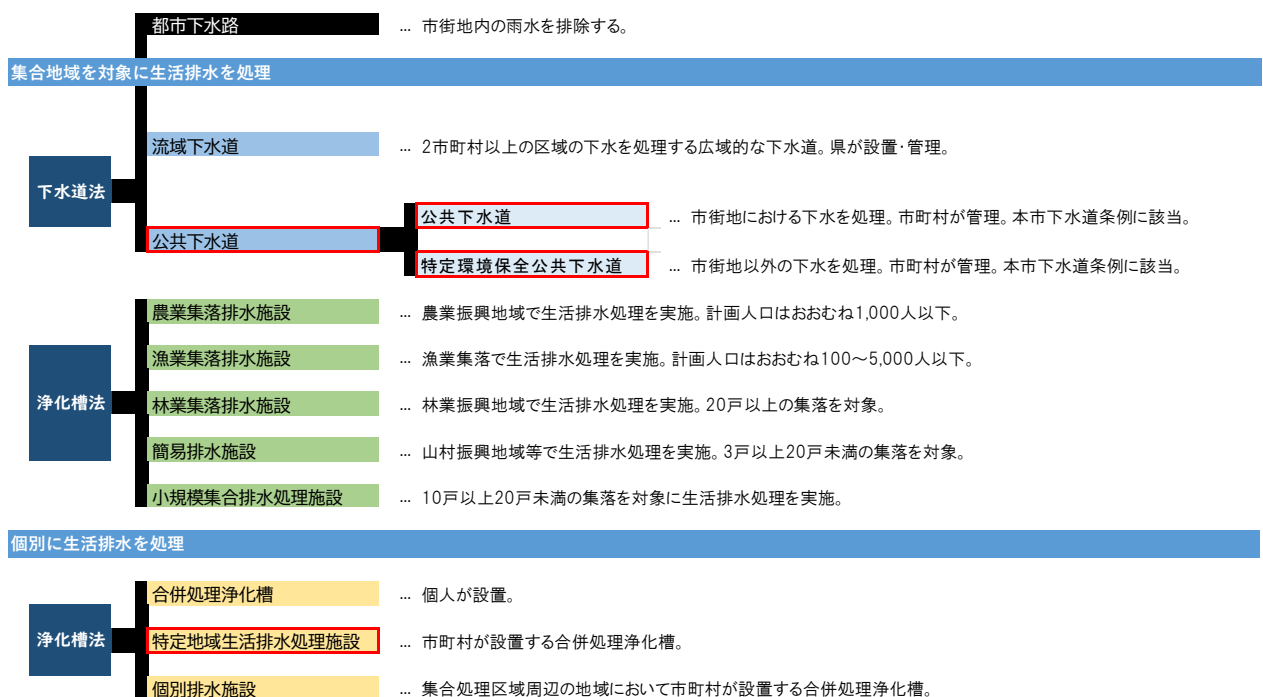 都市下水路 … 市街地内の雨水を排除する。
集合地域を対象に生活排水を処理
流域下水道 … 2市町村以上の区域の下水を処理する広域的な下水道。県が設置・管理。
下水道法
公共下水道 … 市街地における下水を処理。市町村が管理。本市下水道条例に該当。
公共下水道
特定環境保全公共下水道 … 市街地以外の下水を処理。市町村が管理。本市下水道条例に該当。
農業集落排水施設 … 農業振興地域で生活排水処理を実施。計画人口はおおむね1,000人以下。
漁業集落排水施設 … 漁業集落で生活排水処理を実施。計画人口はおおむね100～5,000人以下。
浄化槽法
林業集落排水施設 … 林業振興地域で生活排水処理を実施。20戸以上の集落を対象。
簡易排水施設 … 山村振興地域等で生活排水処理を実施。3戸以上20戸未満の集落を対象。
小規模集合排水処理施設 … 10戸以上20戸未満の集落を対象に生活排水処理を実施。
個別に生活排水を処理
合併処理浄化槽 … 個人が設置。
浄化槽法
特定地域生活排水処理施設 … 市町村が設置する合併処理浄化槽。
個別排水施設 … 集合処理区域周辺の地域において市町村が設置する合併処理浄化槽。